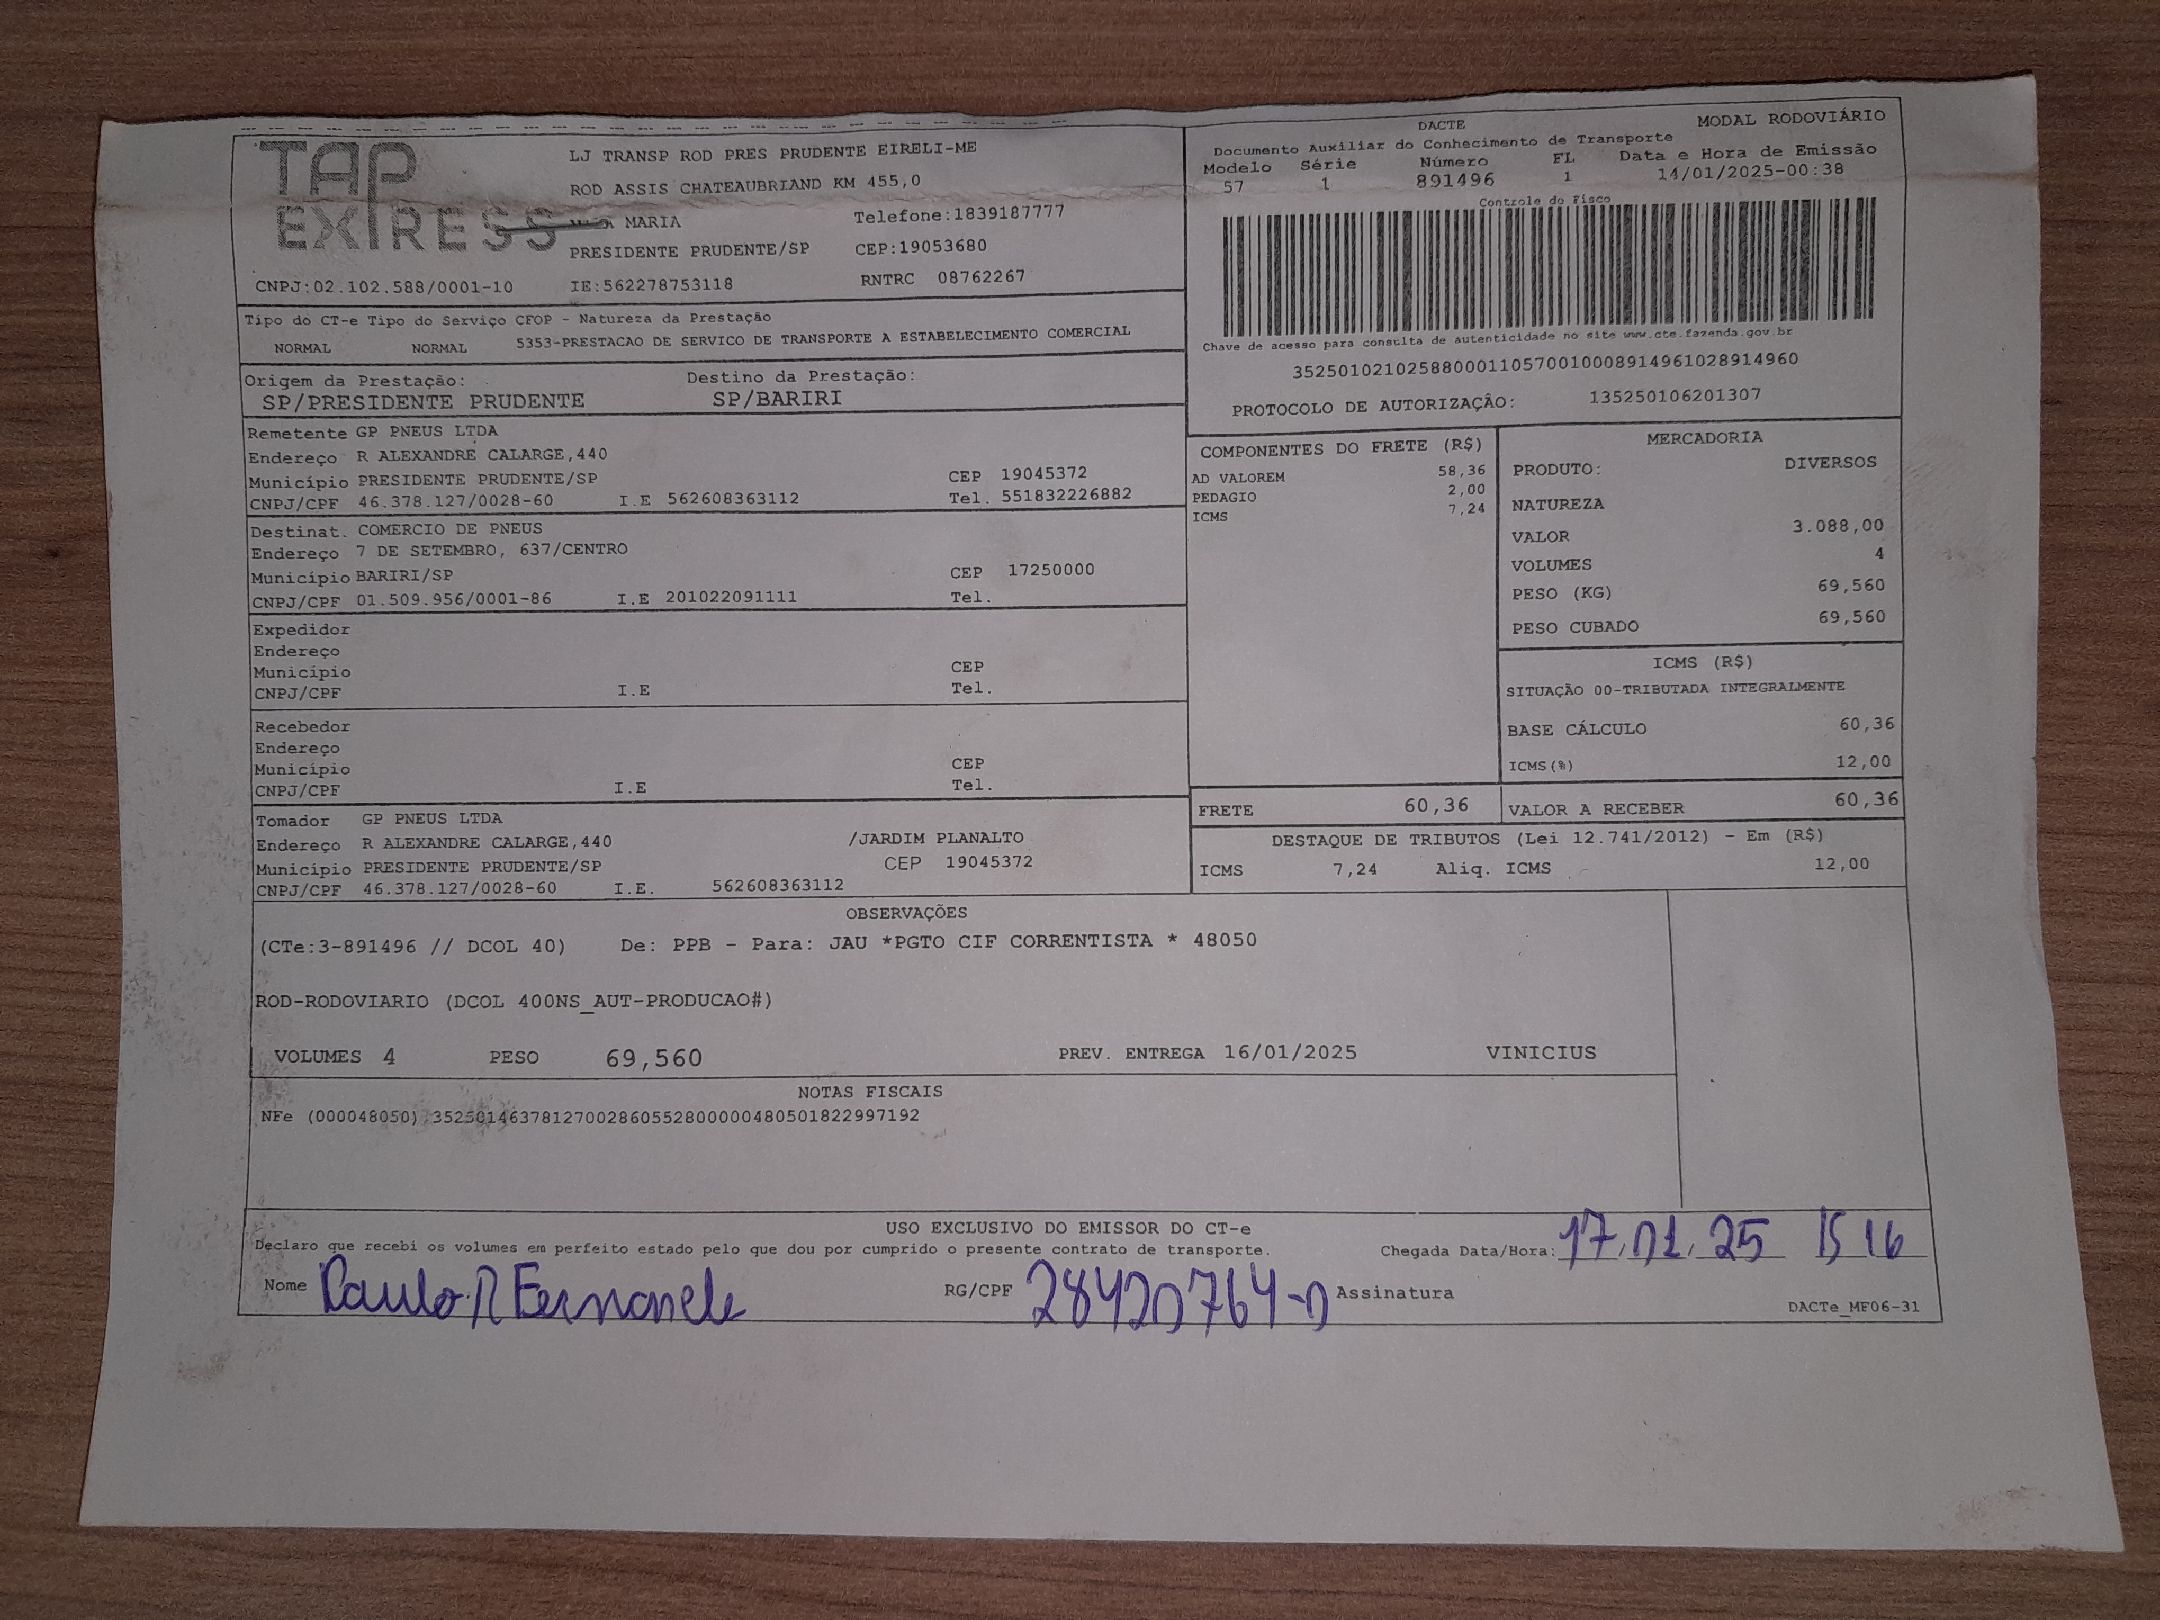 TAP EXPRESS
LJ TRANSP ROD PRES PRUDENTE EIRELI-ME
ROD ASSIS CHATEAUBRIAND KM 455,0
MARIA Telefone:1839187777
PRESIDENTE PRUDENTE/SP CEP:19053680
CNPJ:02.102.588/0001-10 IE:562278753118 RNTRC 08762267
DACTE MODAL RODOVIÁRIO
Documento Auxiliar do Conhecimento de Transporte
Modelo Série Número FL Data e Hora de Emissão
57 1 891496 1 14/01/2025-00:38
Controle do Fisco
Chave de acesso para consulta de autenticidade no site www.cte.fazenda.gov.br
35250102102588000110570010008914961028914960
PROTOCOLO DE AUTORIZAÇÂO: 135250106201307
Tipo do CT-e Tipo do Serviço CFOP - Natureza da Prestação
NORMAL NORMAL 5353-PRESTACAO DE SERVICO DE TRANSPORTE A ESTABELECIMENTO COMERCIAL
Origem da Prestação: Destino da Prestação:
SP/PRESIDENTE PRUDENTE SP/BARIRI
Remetente GP PNEUS LTDA
Endereço R ALEXANDRE CALARGE,440
Município PRESIDENTE PRUDENTE/SP CEP 19045372
CNPJ/CPF 46.378.127/0028-60 I.E 562608363112 Tel. 551832226882
Destinat. COMERCIO DE PNEUS
Endereço 7 DE SETEMBRO, 637/CENTRO
Município BARIRI/SP CEP 17250000
CNPJ/CPF 01.509.956/0001-86 I.E 201022091111 Tel.
Expedidor
Endereço
Município CEP
CNPJ/CPF I.E Tel.
Recebedor
Endereço
Município CEP
CNPJ/CPF I.E Tel.
Tomador GP PNEUS LTDA
Endereço R ALEXANDRE CALARGE,440 /JARDIM PLANALTO
Município PRESIDENTE PRUDENTE/SP CEP 19045372
CNPJ/CPF 46.378.127/0028-60 I.E. 562608363112
COMPONENTES DO FRETE (R$)
AD VALOREM 58,36
PEDAGIO 2,00
ICMS 7,24
MERCADORIA
PRODUTO: DIVERSOS
NATUREZA
VALOR 3.088,00
VOLUMES 4
PESO (KG) 69,560
PESO CUBADO 69,560
ICMS (R$)
SITUAÇÃO 00-TRIBUTADA INTEGRALMENTE
BASE CÁLCULO 60,36
ICMS(%) 12,00
FRETE 60,36 VALOR A RECEBER 60,36
DESTAQUE DE TRIBUTOS (Lei 12.741/2012) - Em (R$)
ICMS 7,24 Aliq. ICMS 12,00
OBSERVAÇÕES
(CTe:3-891496 // DCOL 40) De: PPB - Para: JAU *PGTO CIF CORRENTISTA * 48050
ROD-RODOVIARIO (DCOL 400NS_AUT-PRODUCAO#)
VOLUMES 4 PESO 69,560 PREV. ENTREGA 16/01/2025 VINICIUS
NOTAS FISCAIS
NFe (000048050) 35250146378127002860552800000480501822997192
USO EXCLUSIVO DO EMISSOR DO CT-e
Declaro que recebi os volumes em perfeito estado pelo que dou por cumprido o presente contrato de transporte. Chegada Data/Hora: 17.01.25 15 16
Nome Paulo R Fernande RG/CPF 28420764-0 Assinatura
DACTe_MF06-31